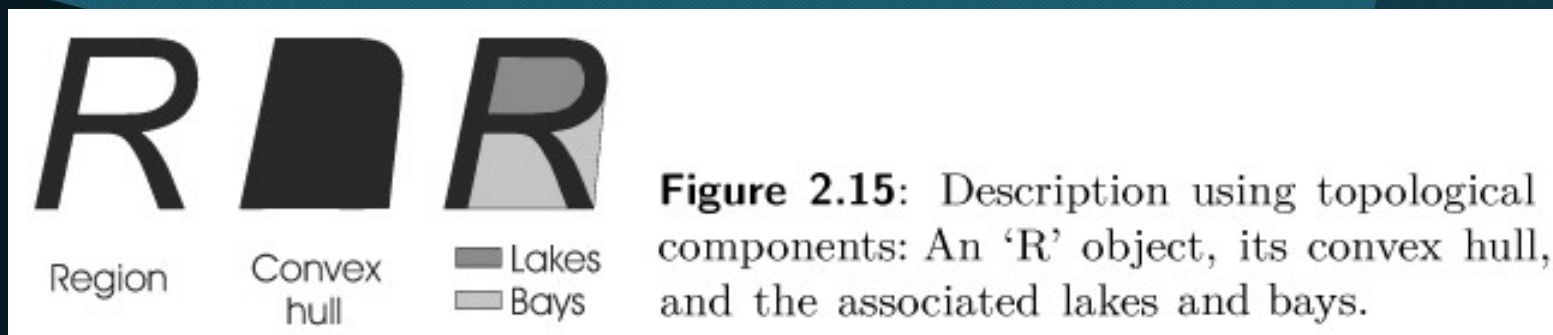 R R
Region
Convex
hull
Lakes
Bays
Figure 2.15: Description using topological
components: An ‘R’ object, its convex hull,
and the associated lakes and bays.